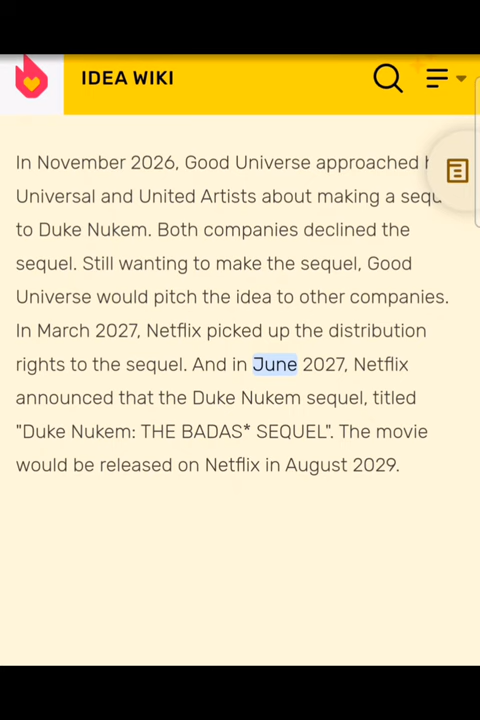 IDEA WIKI
In November 2026, Good Universe approached
Universal and United Artists about making a
to Duke Nukem. Both companies declined the
sequel. Still wanting to make the sequel, Good
Universe would pitch the idea to other companies.
In March 2027, Netflix picked up the distribution
rights to the sequel. And in June 2027, Netflix
announced that the Duke Nukem sequel, titled
"Duke Nukem: THE BADAS* SEQUEL". The movie
would be released on Netflix in August 2029.